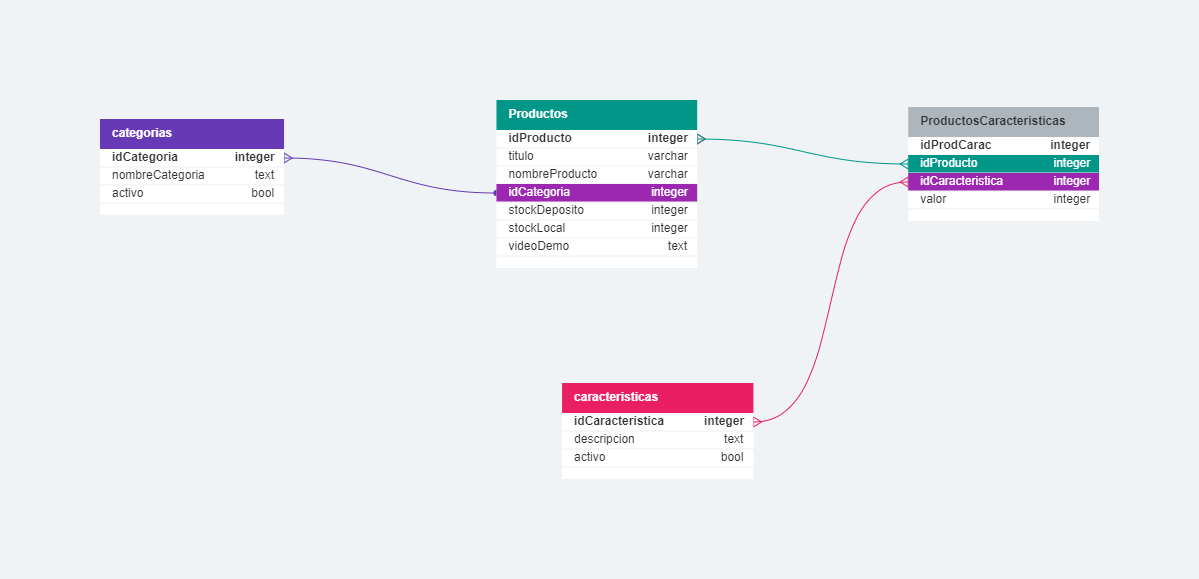 categorias
idCategoria integer
nombreCategoria text
activo bool
Productos
idProducto integer
titulo varchar
nombreProducto varchar
idCategoria integer
stockDeposito integer
stockLocal integer
videoDemo text
ProductosCaracteristicas
idProdCarac integer
idProducto integer
idCaracteristica integer
valor integer
caracteristicas
idCaracteristica integer
descripcion text
activo bool